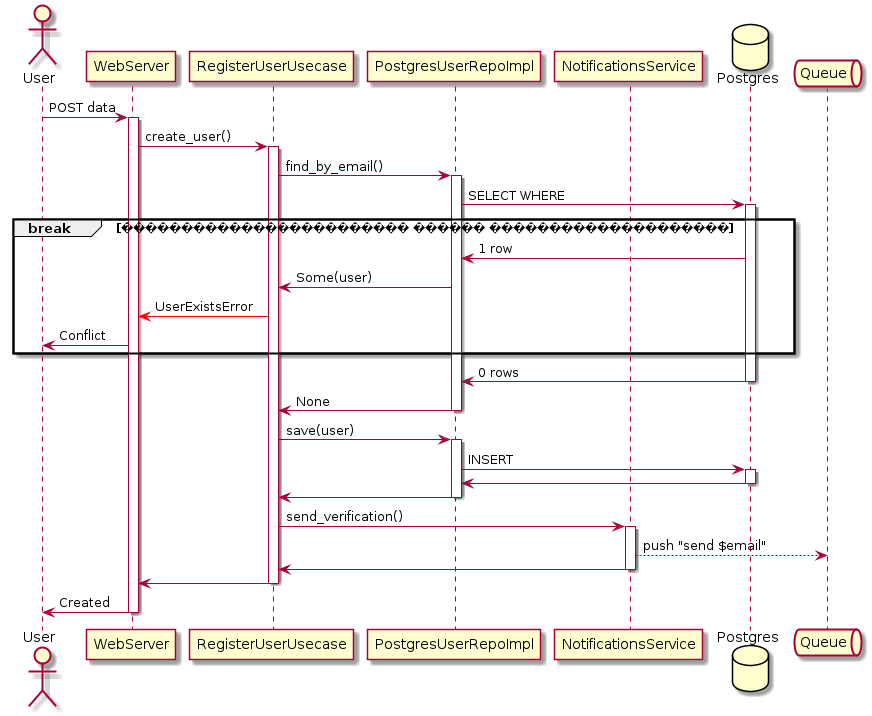 User
WebServer
RegisterUserUsecase
PostgresUserRepoImpl
NotificationsService
Postgres
Queue
POST data
create_user()
find_by_email()
SELECT WHERE
break
1 row
Some(user)
UserExistsError
Conflict
0 rows
None
save(user)
INSERT
send_verification()
push "send $email"
Created
User
WebServer
RegisterUserUsecase
PostgresUserRepoImpl
NotificationsService
Postgres
Queue